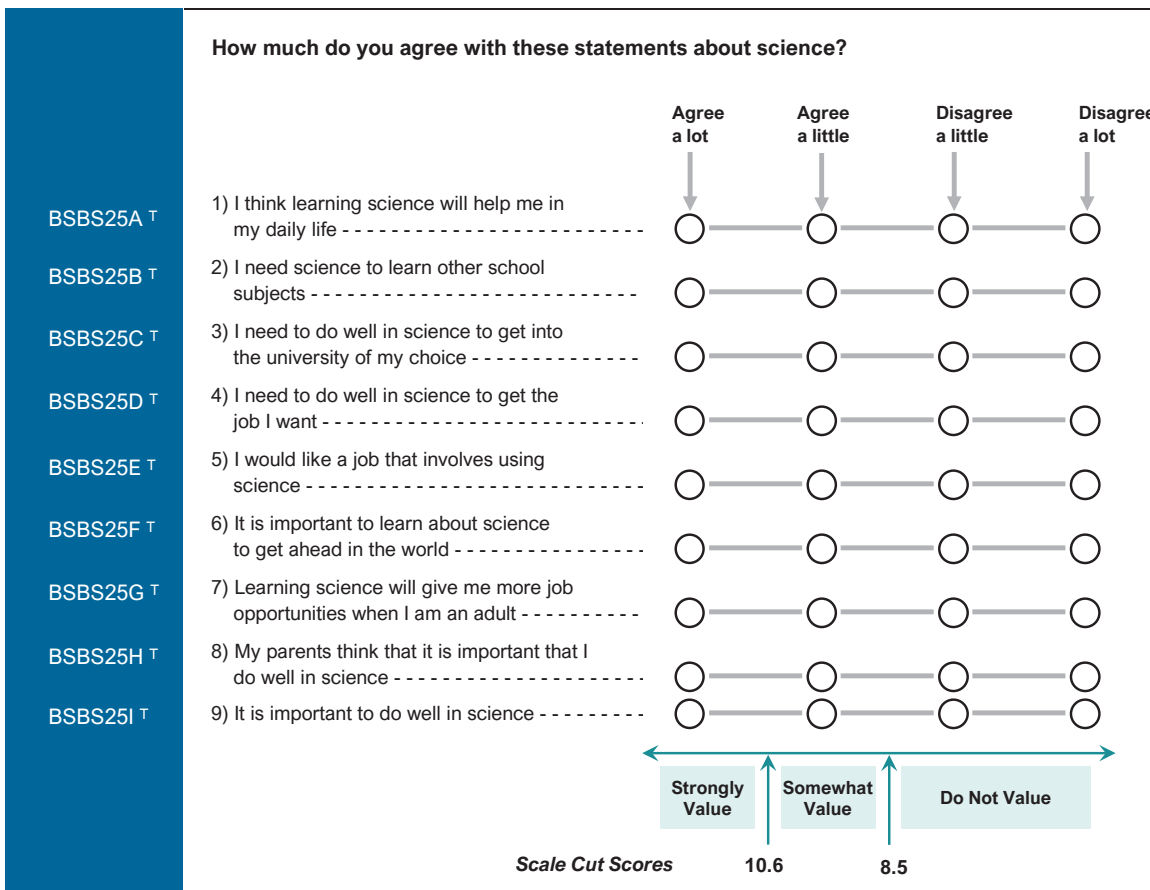 How much do you agree with these statements about science?
Agree a lot
Agree a little
Disagree a little
Disagree a lot
BSBS25A T
1) I think learning science will help me in
my daily life
BSBS25B T
2) I need science to learn other school
subjects
BSBS25C T
3) I need to do well in science to get into
the university of my choice
BSBS25D T
4) I need to do well in science to get the
job I want
BSBS25E T
5) I would like a job that involves using
science
BSBS25F T
6) It is important to learn about science
to get ahead in the world
BSBS25G T
7) Learning science will give me more job
opportunities when I am an adult
BSBS25H T
8) My parents think that it is important that I
do well in science
BSBS25I T
9) It is important to do well in science
Strongly
Value
Somewhat
Value
Do Not Value
Scale Cut Scores 10.6 8.5